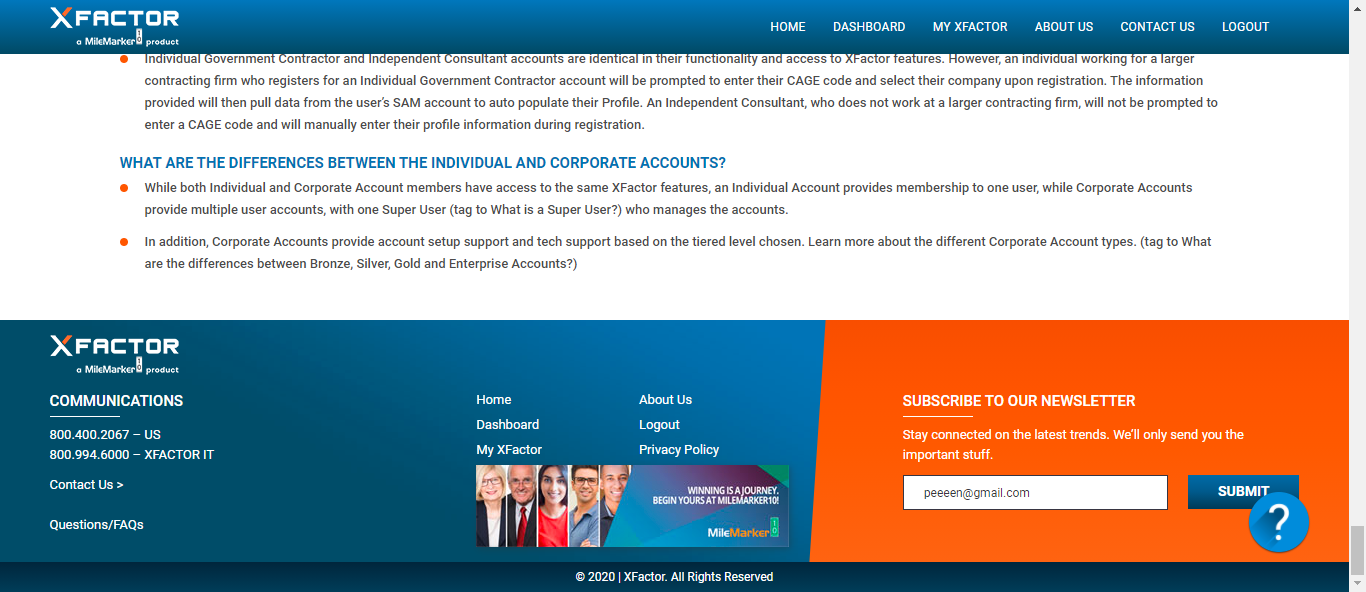 XFACTOR
a MileMarker10 product
HOME DASHBOARD MY XFACTOR ABOUT US CONTACT US LOGOUT
Individual Government Contractor and Independent Consultant accounts are identical in their functionality and access to XFactor features. However, an individual working for a larger
contracting firm who registers for an Individual Government Contractor account will be prompted to enter their CAGE code and select their company upon registration. The information
provided will then pull data from the user’s SAM account to auto populate their Profile. An Independent Consultant, who does not work at a larger contracting firm, will not be prompted to
enter a CAGE code and will manually enter their profile information during registration.
WHAT ARE THE DIFFERENCES BETWEEN THE INDIVIDUAL AND CORPORATE ACCOUNTS?
While both Individual and Corporate Account members have access to the same XFactor features, an Individual Account provides membership to one user, while Corporate Accounts
provide multiple user accounts, with one Super User (tag to What is a Super User?) who manages the accounts.
In addition, Corporate Accounts provide account setup support and tech support based on the tiered level chosen. Learn more about the different Corporate Account types. (tag to What
are the differences between Bronze, Silver, Gold and Enterprise Accounts?)
XFACTOR
a MileMarker10 product
COMMUNICATIONS
800.400.2067 – US
800.994.6000 – XFACTOR IT
Contact Us >
Questions/FAQs
Home
Dashboard
My XFactor
About Us
Logout
Privacy Policy
WINNING IS A JOURNEY.
BEGIN YOURS AT MILEMARKER10!
MileMarker10
SUBSCRIBE TO OUR NEWSLETTER
Stay connected on the latest trends. We’ll only send you the
important stuff.
peeeen@gmail.com
SUBMIT
?
© 2020 | XFactor. All Rights Reserved